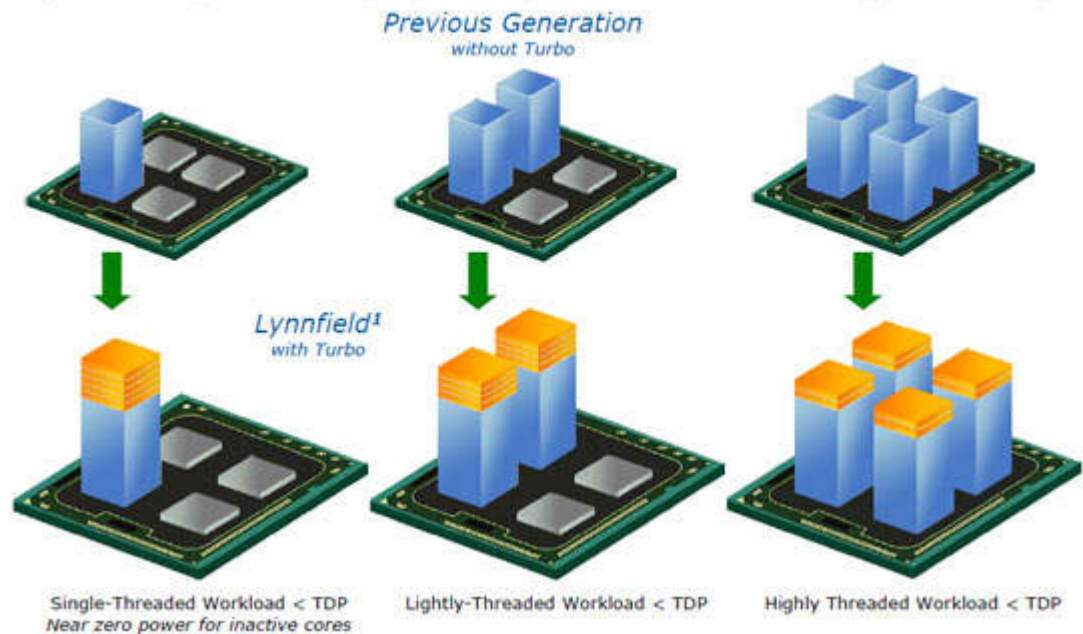 Previous Generation
without Turbo
Lynnfield¹
with Turbo
Single-Threaded Workload < TDP
Near zero power for inactive cores
Lightly-Threaded Workload < TDP
Highly Threaded Workload < TDP